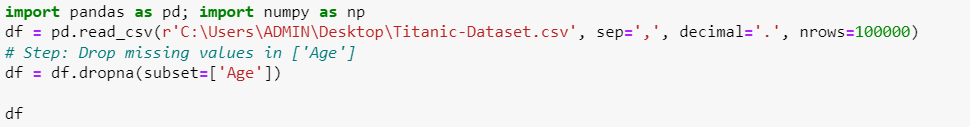 import pandas as pd; import numpy as np
df = pd.read_csv(r'C:\Users\ADMIN\Desktop\Titanic-Dataset.csv', sep=',', decimal='.', nrows=100000)
# Step: Drop missing values in ['Age']
df = df.dropna(subset=['Age'])
df